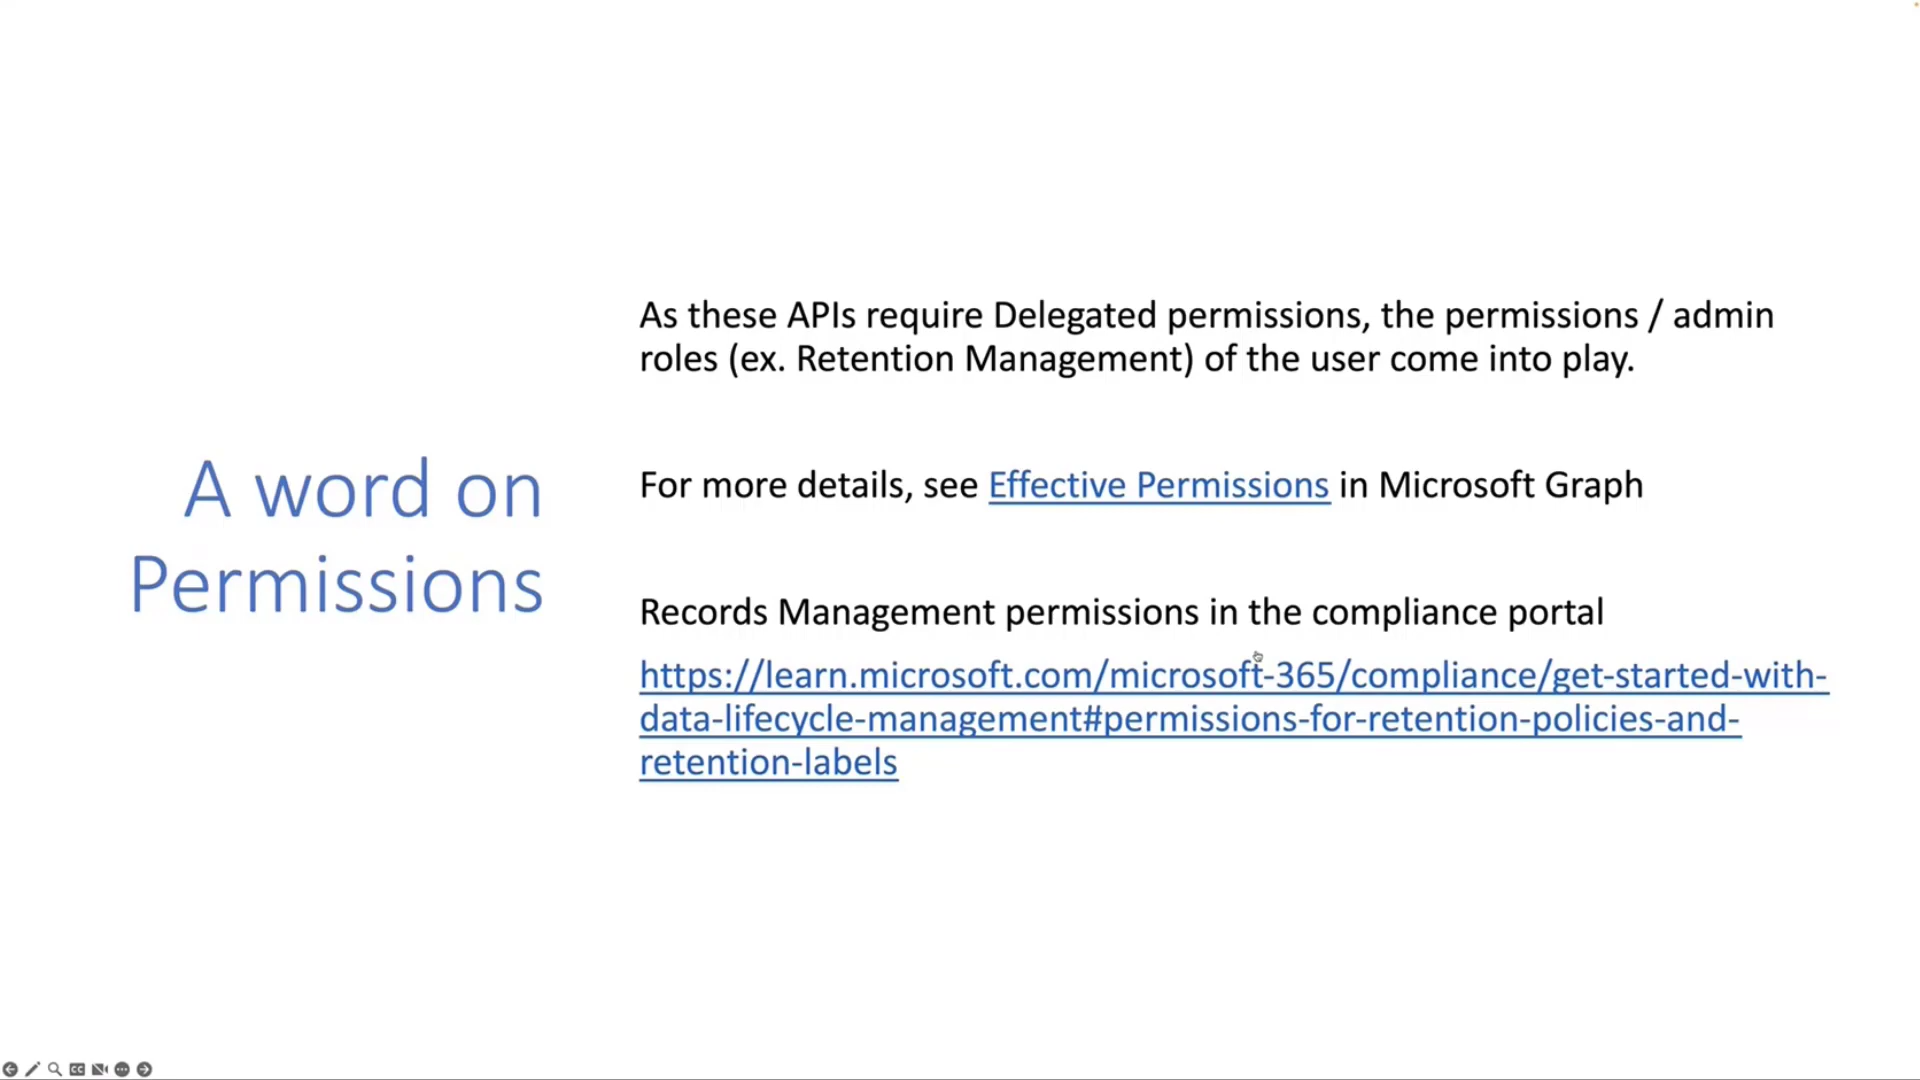 A word on
Permissions
As these APIs require Delegated permissions, the permissions / admin
roles (ex. Retention Management) of the user come into play.
For more details, see Effective Permissions in Microsoft Graph
Records Management permissions in the compliance portal
https://learn.microsoft.com/microsoft-365/compliance/get-started-with-
data-lifecycle-management#permissions-for-retention-policies-and-
retention-labels